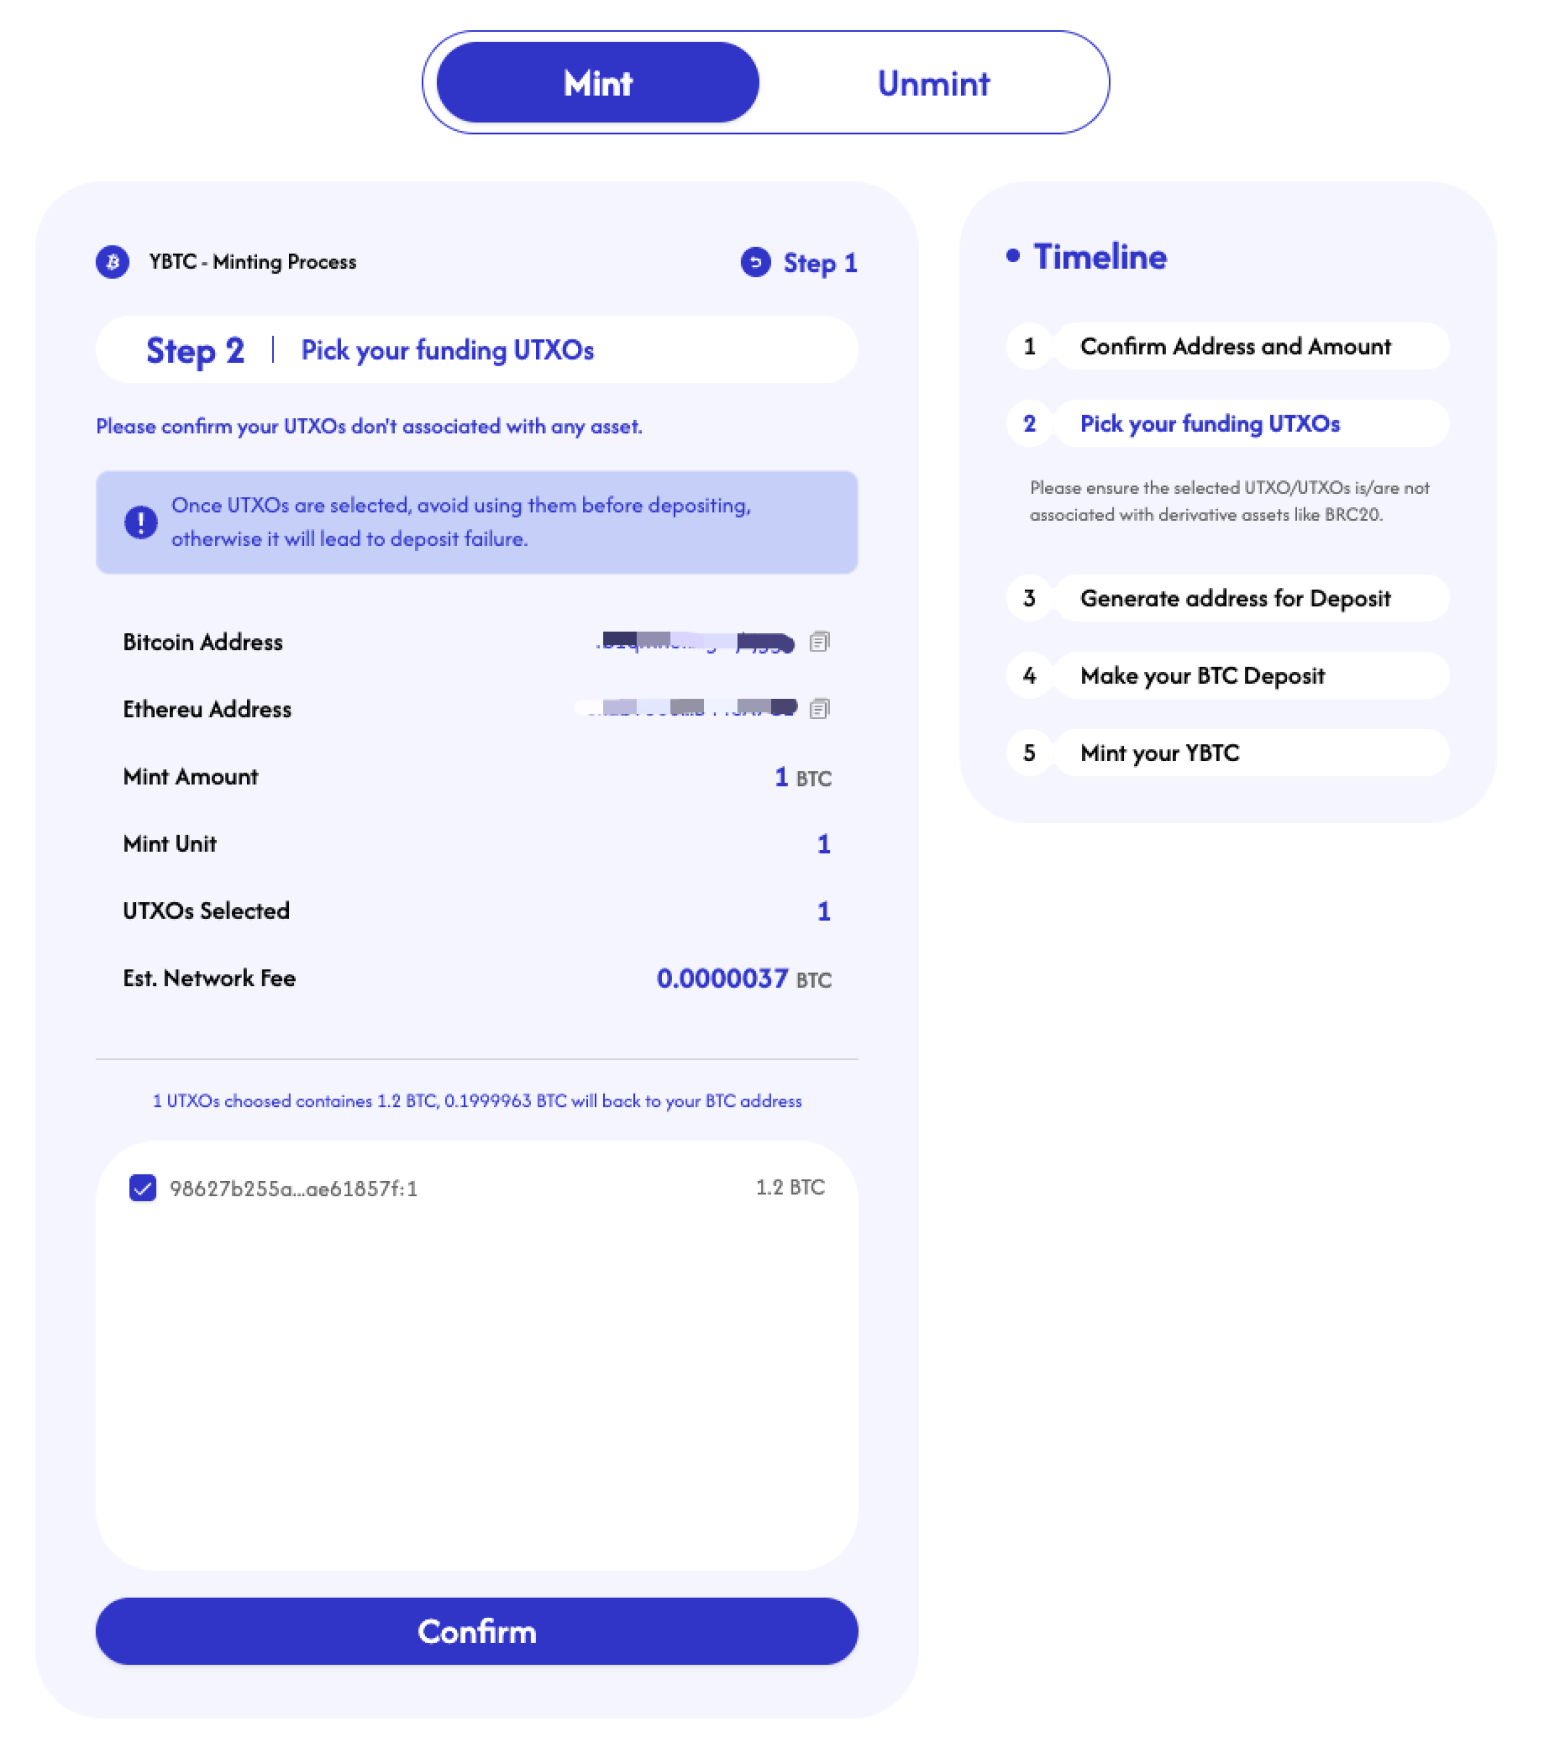 Mint
Unmint
YBTC - Minting Process
Step 1
Step 2
Pick your funding UTXOs
Please confirm your UTXOs don't associated with any asset.
Once UTXOs are selected, avoid using them before depositing,
otherwise it will lead to deposit failure.
Bitcoin Address
Ethereu Address
Mint Amount
1 BTC
Mint Unit
1
UTXOs Selected
1
Est. Network Fee
0.0000037 BTC
1 UTXOs choosed containes 1.2 BTC, 0.1999963 BTC will back to your BTC address
98627b255a...ae61857f:1
1.2 BTC
Confirm
Timeline
1
Confirm Address and Amount
2
Pick your funding UTXOs
Please ensure the selected UTXO/UTXOs is/are not
associated with derivative assets like BRC20.
3
Generate address for Deposit
4
Make your BTC Deposit
5
Mint your YBTC